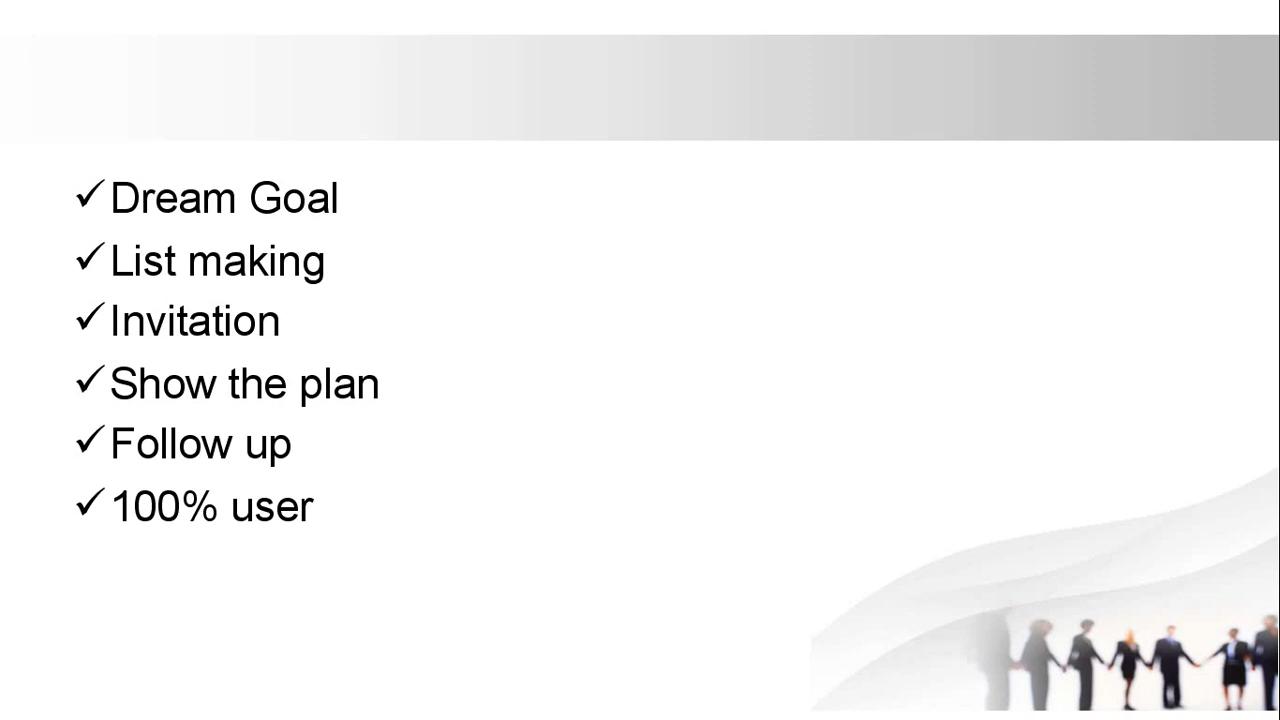 ✓Dream Goal
✓List making
✓Invitation
✓Show the plan
✓Follow up
✓100% user